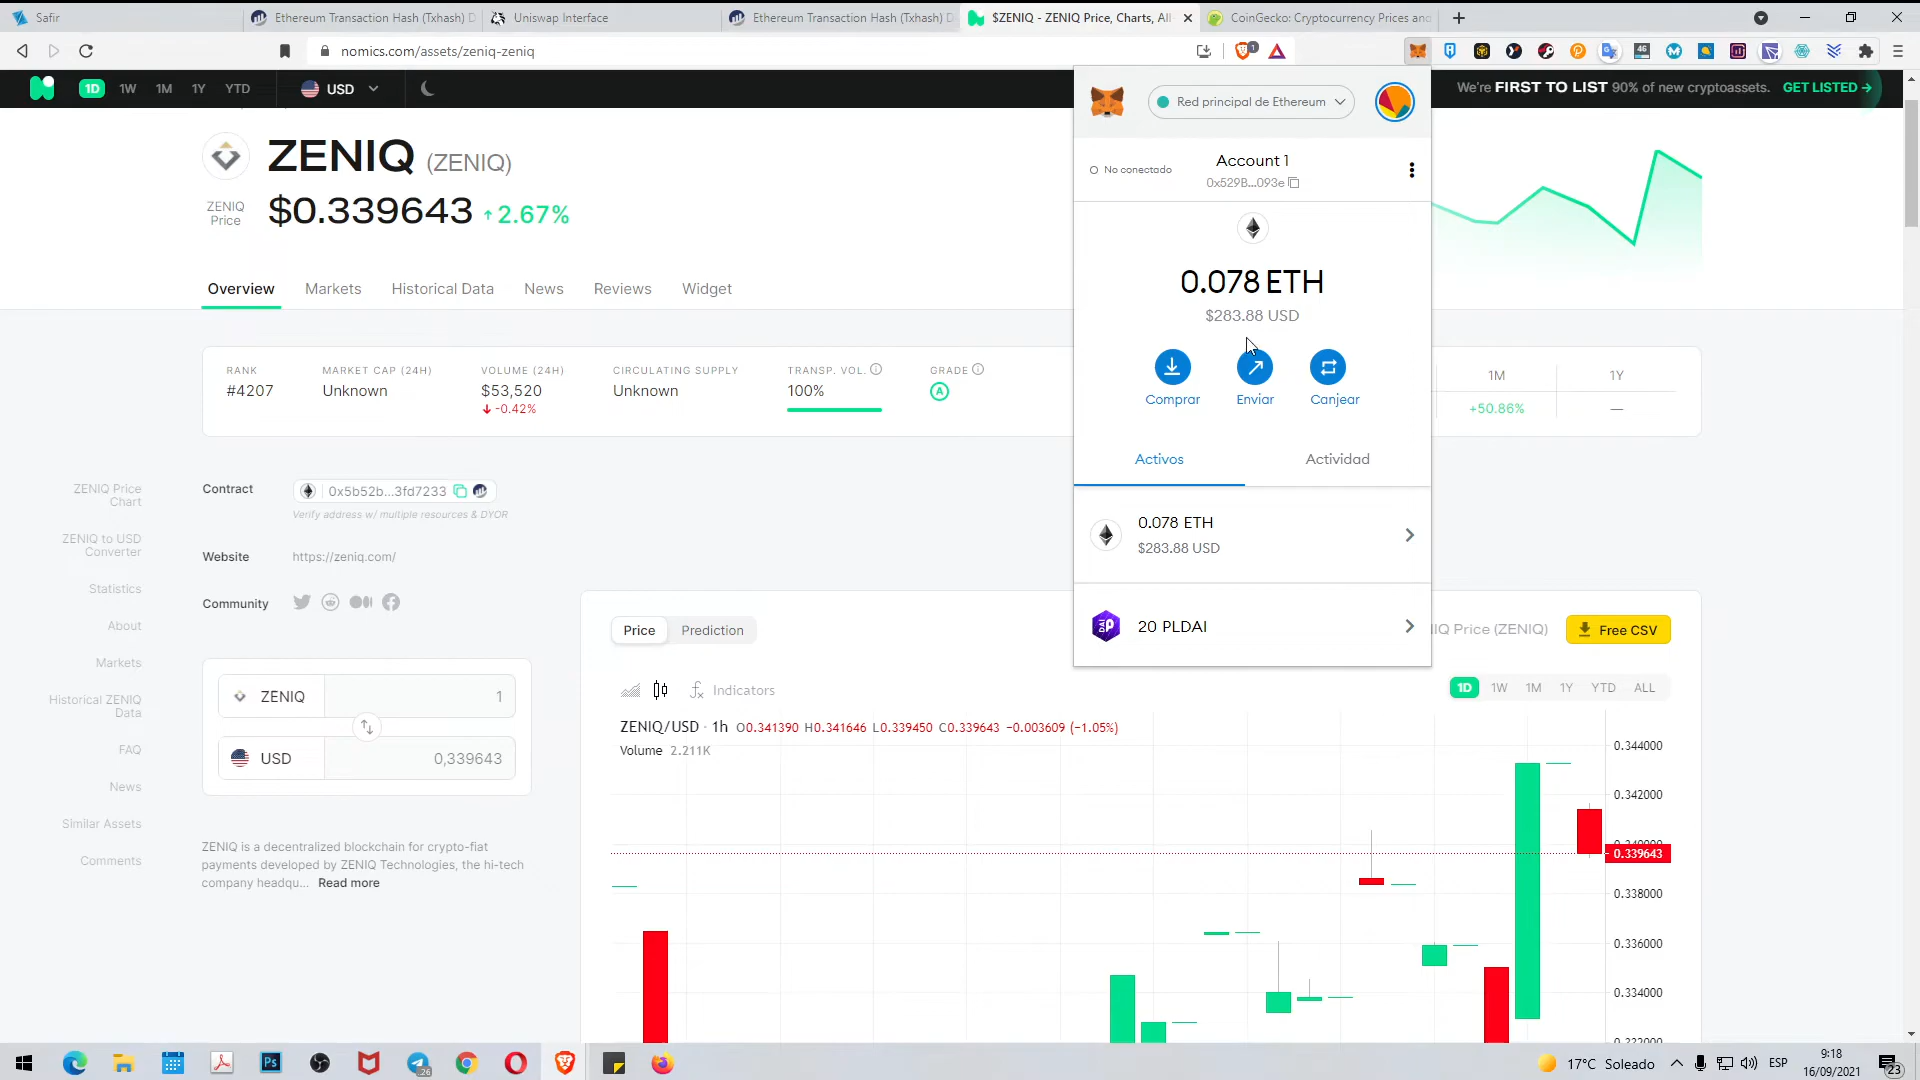 Safir
Ethereum Transaction Hash (Txhash) D
Uniswap Interface
Ethereum Transaction Hash (Txhash) D
$ZENIQ - ZENIQ Price, Charts, All
CoinGecko: Cryptocurrency Prices and
nomics.com/assets/zeniq-zeniq
1D 1W 1M 1Y YTD USD
We're FIRST TO LIST 90% of new cryptoassets. GET LISTED →
ZENIQ (ZENIQ)
ZENIQ
Price
$0.339643 ↑ 2.67%
Overview Markets Historical Data News Reviews Widget
RANK
#4207
MARKET CAP (24H)
Unknown
VOLUME (24H)
$53,520
-0.42%
CIRCULATING SUPPLY
Unknown
TRANSP. VOL.
100%
GRADE
A
1M
+50.86%
1Y
—
Red principal de Ethereum
No conectado
Account 1
0x529B...093e
0.078 ETH
$283.88 USD
Comprar Enviar Canjear
Activos Actividad
0.078 ETH
$283.88 USD
20 PLDAI
ZENIQ Price
Chart
ZENIQ to USD
Converter
Statistics
About
Markets
Historical ZENIQ
Data
FAQ
News
Similar Assets
Comments
Contract
0x5b52b...3fd7233
Verify address w/ multiple resources & DYOR
Website https://zeniq.com/
Community
ZENIQ 1
USD 0,339643
ZENIQ is a decentralized blockchain for crypto-fiat
payments developed by ZENIQ Technologies, the hi-tech
company headqu... Read more
Price Prediction
IQ Price (ZENIQ) Free CSV
Indicators
1D 1W 1M 1Y YTD ALL
ZENIQ/USD · 1h O0.341390 H0.341646 L0.339450 C0.339643 −0.003609 (−1.05%)
Volume 2.211K
0.344000
0.342000
0.339643
0.338000
0.336000
0.334000
17°C Soleado
ESP
9:18
16/09/2021
23